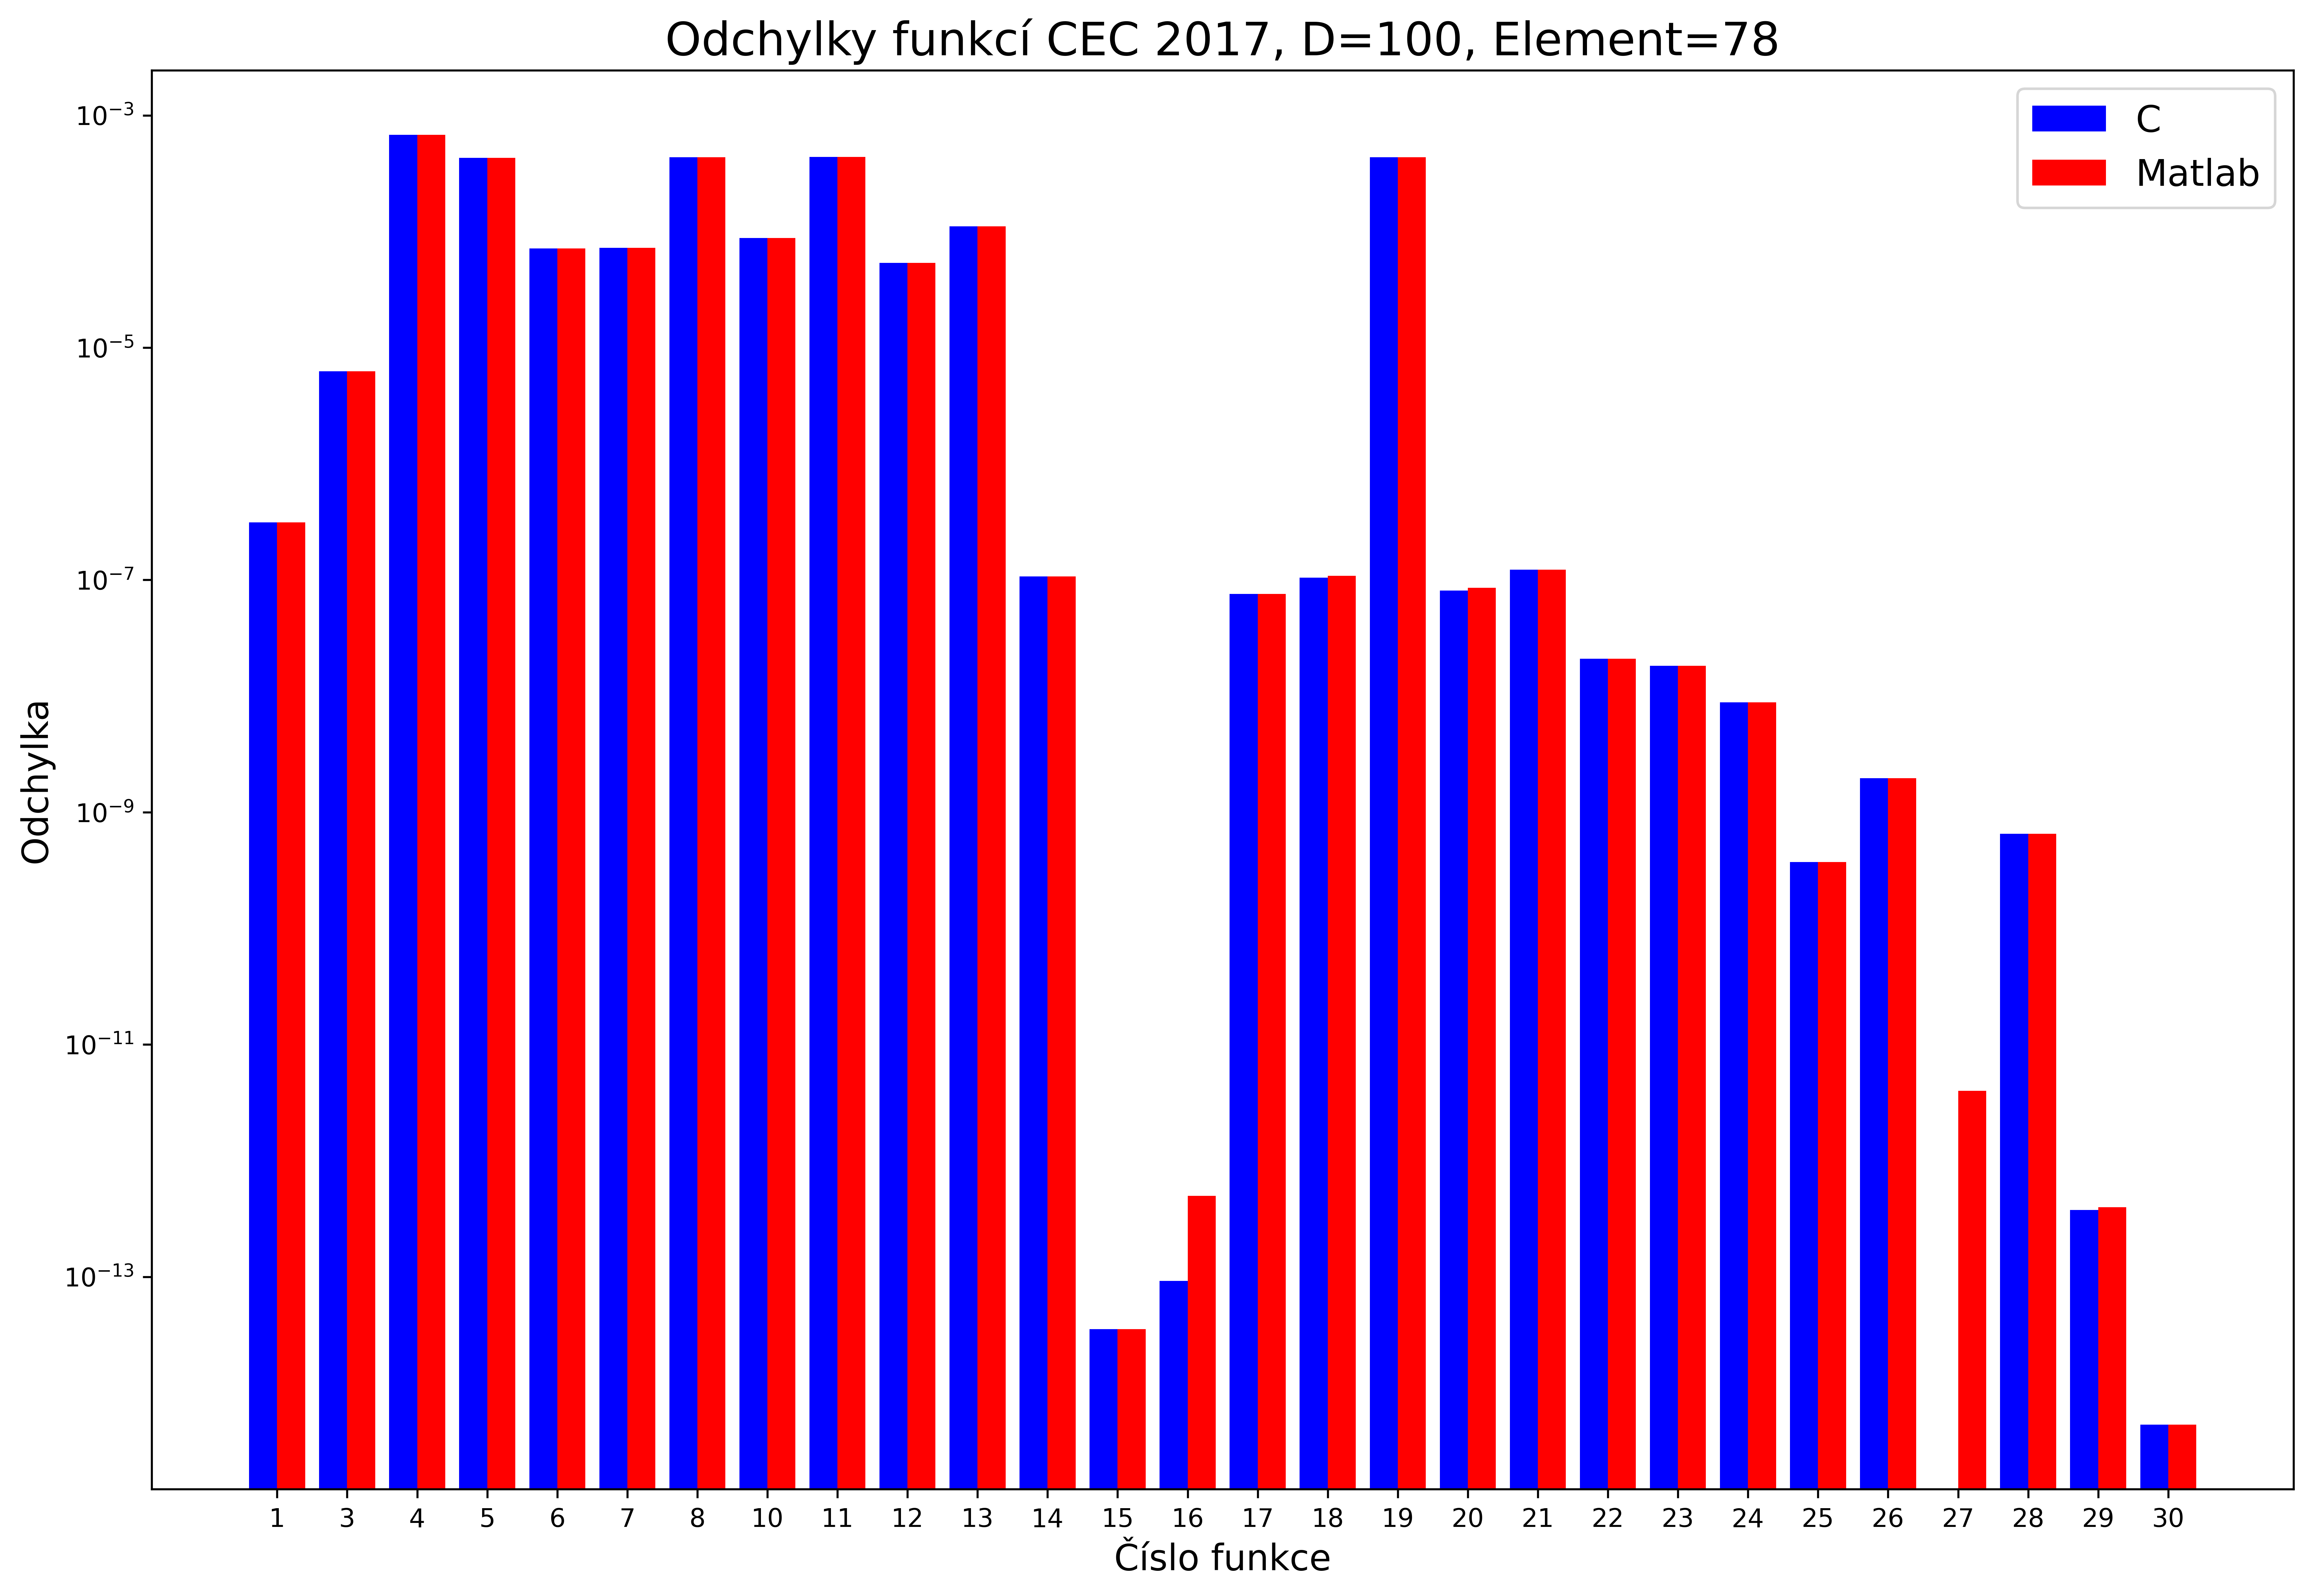 Odchylky funkcí CEC 2017, D=100, Element=78
C
Matlab
Odchylka
10⁻³
10⁻⁵
10⁻⁷
10⁻⁹
10⁻¹¹
10⁻¹³
1 3 4 5 6 7 8 10 11 12 13 14 15 16 17 18 19 20 21 22 23 24 25 26 27 28 29 30
Číslo funkce